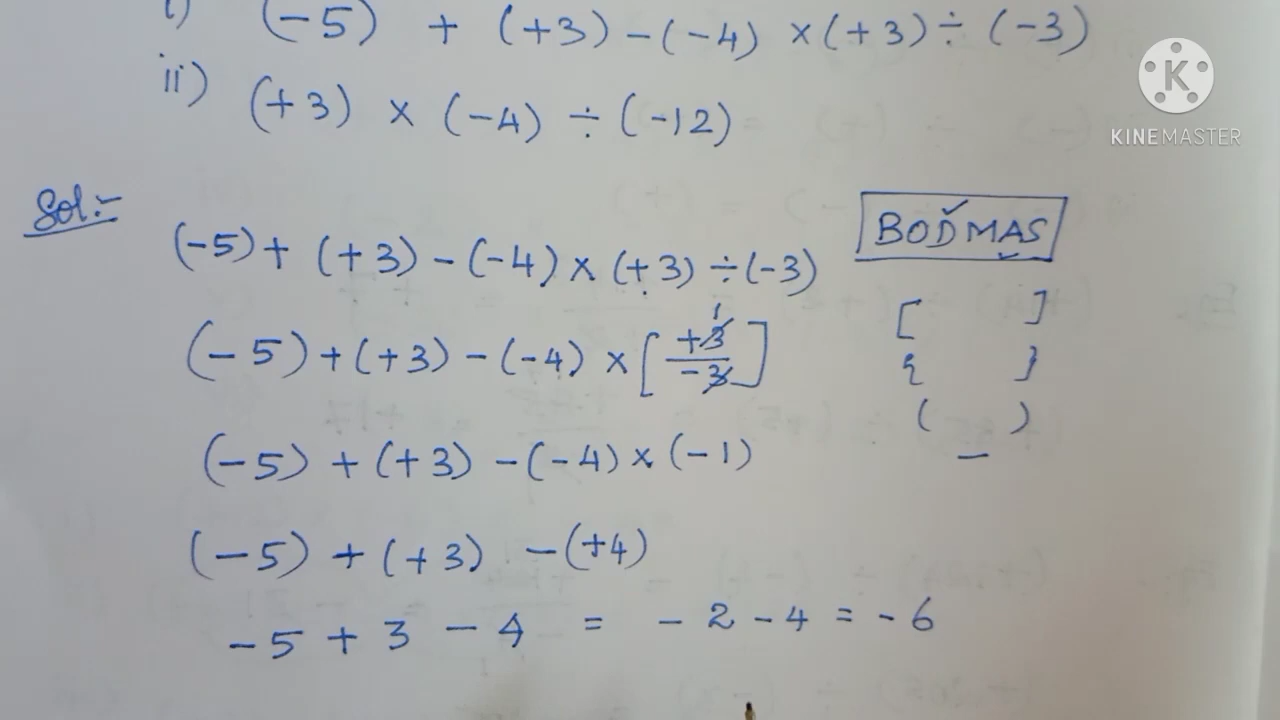 i) (-5) + (+3) - (-4) × (+3) ÷ (-3)
ii) (+3) × (-4) ÷ (-12)
K
KINEMASTER
Sol:-
BODMAS
(-5) + (+3) - (-4) × (+3) ÷ (-3)
[ ]
(-5) + (+3) - (-4) × [+3/-3] 1
{ }
( )
(-5) + (+3) - (-4) × (-1)
(-5) + (+3) - (+4)
-5 + 3 - 4 = -2 - 4 = -6